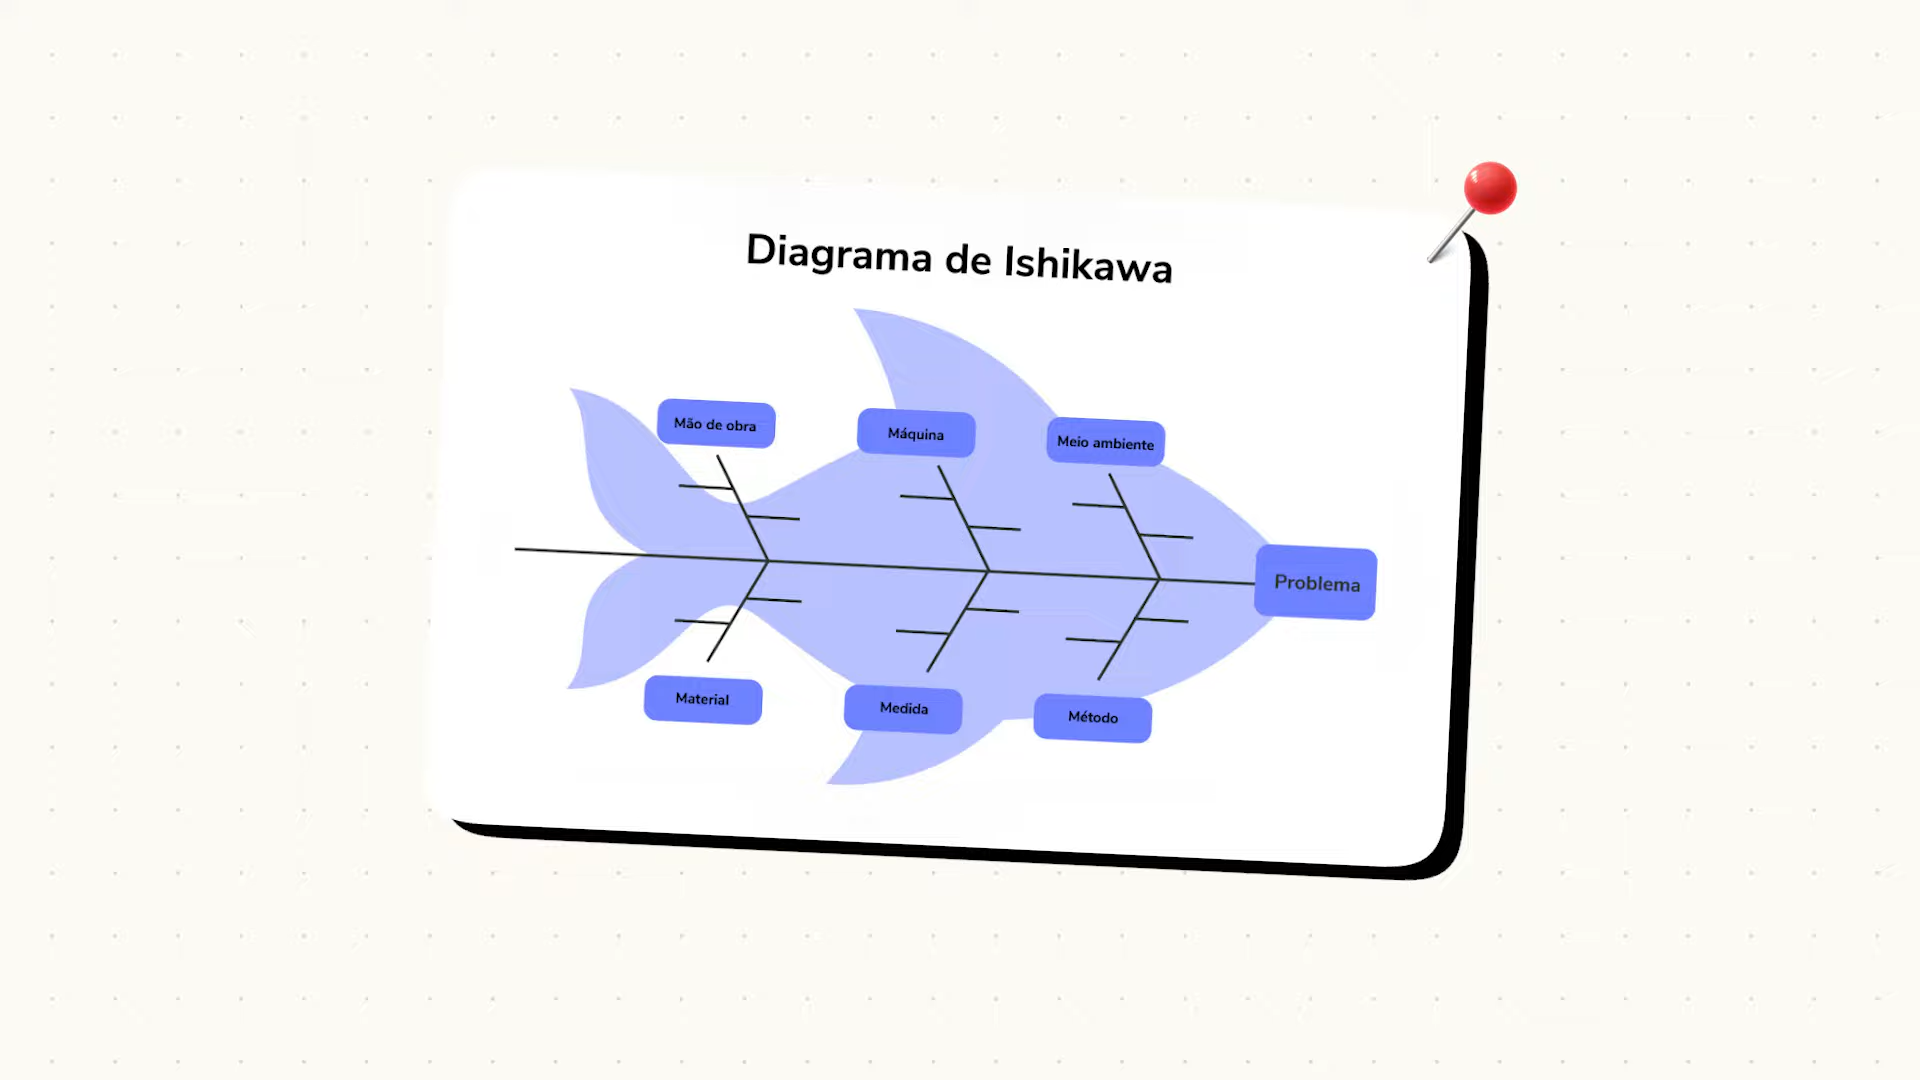 Diagrama de Ishikawa
Mão de obra
Máquina
Meio ambiente
Problema
Material
Medida
Método